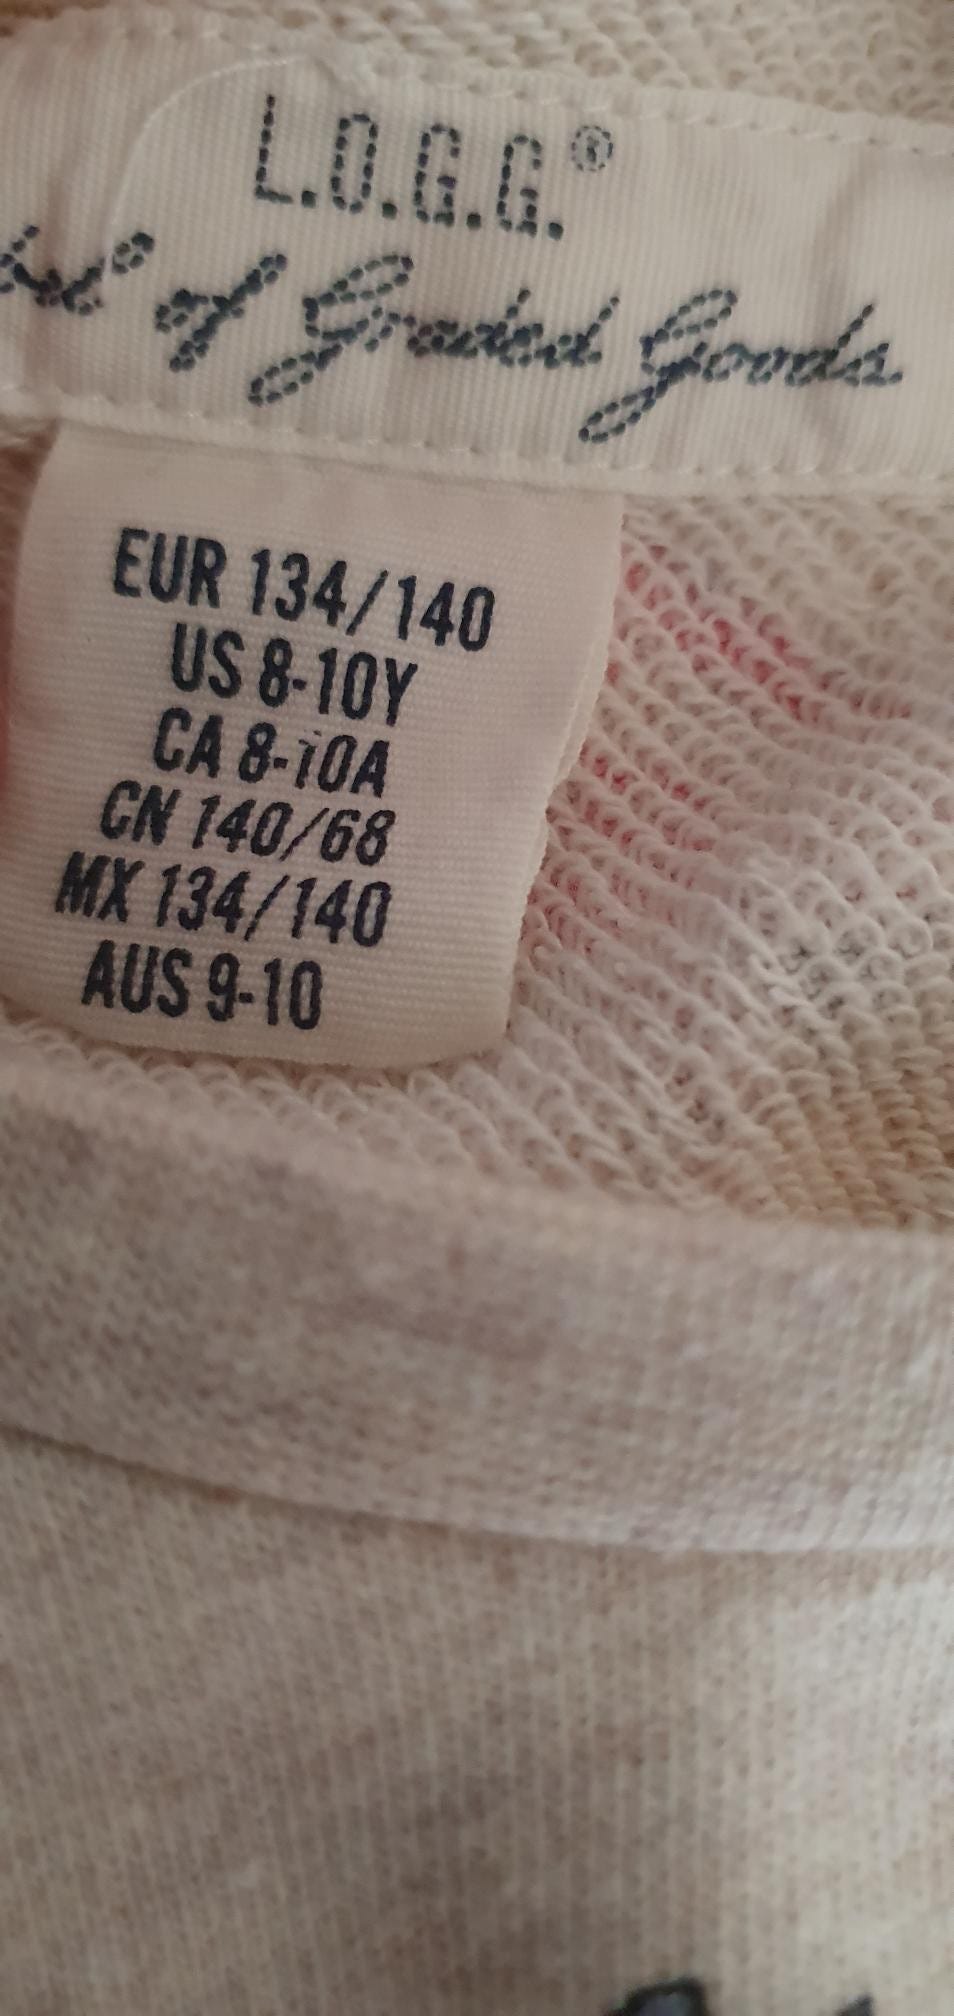 L.O.G.G.®
of Graded Goods
EUR 134/140
US 8-10Y
CA 8-10A
CN 140/68
MX 134/140
AUS 9-10